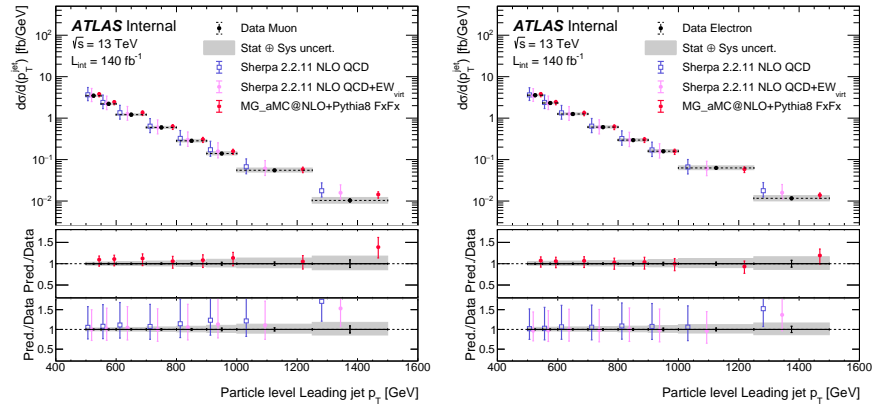 ATLAS Internal
√s = 13 TeV
L_int = 140 fb⁻¹
Data Muon
Stat ⊕ Sys uncert.
Sherpa 2.2.11 NLO QCD
Sherpa 2.2.11 NLO QCD+EW_virt
MG_aMC@NLO+Pythia8 FxFx
dσ/d(p_T^jet) [fb/GeV]
10²
10
1
10⁻¹
10⁻²
Pred./Data
1.5
1
0.5
Pred./Data
1.5
1
0.5
400 600 800 1000 1200 1400 1600
Particle level Leading jet p_T [GeV]
ATLAS Internal
√s = 13 TeV
L_int = 140 fb⁻¹
Data Electron
Stat ⊕ Sys uncert.
Sherpa 2.2.11 NLO QCD
Sherpa 2.2.11 NLO QCD+EW_virt
MG_aMC@NLO+Pythia8 FxFx
dσ/d(p_T^jet) [fb/GeV]
10²
10
1
10⁻¹
10⁻²
Pred./Data
1.5
1
0.5
Pred./Data
1.5
1
0.5
400 600 800 1000 1200 1400 1600
Particle level Leading jet p_T [GeV]